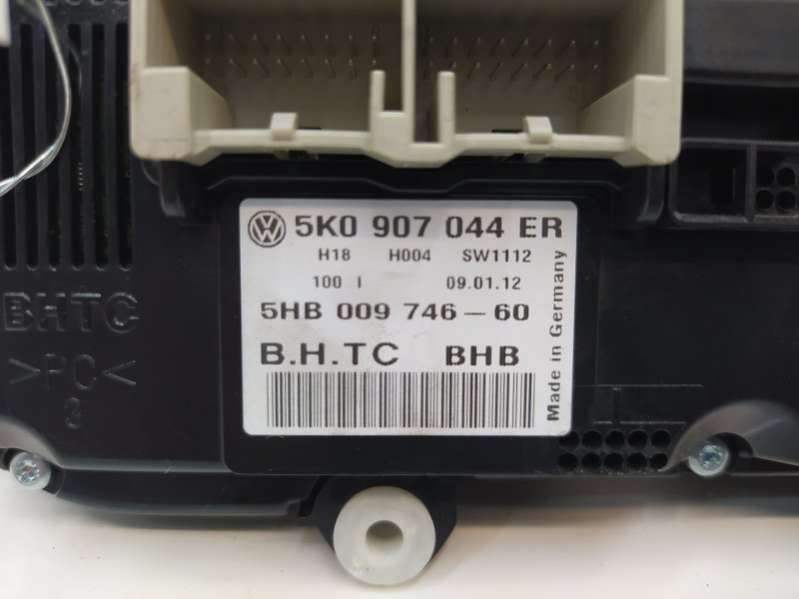 5K0 907 044 ER
H18 H004 SW1112
100 I 09.01.12
5HB 009 746-60
B.H.TC BHB
Made in Germany
BHTC
>PC<
3